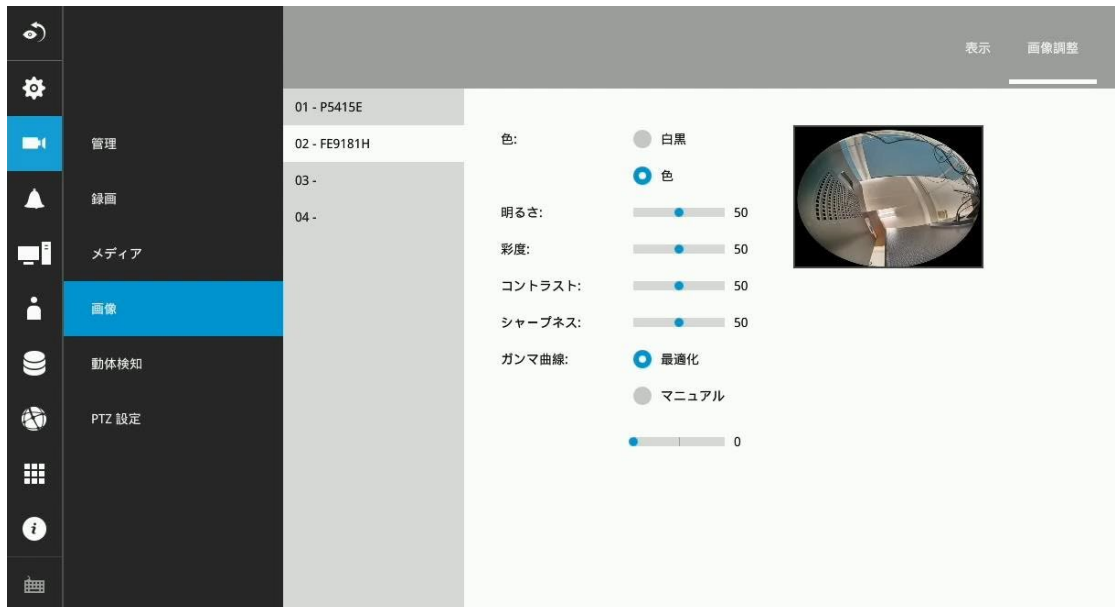 表示 画像調整
管理
録画
メディア
画像
動体検知
PTZ 設定
01 - P5415E
02 - FE9181H
03 -
04 -
色: 白黒
色
明るさ: 50
彩度: 50
コントラスト: 50
シャープネス: 50
ガンマ曲線: 最適化
マニュアル
0